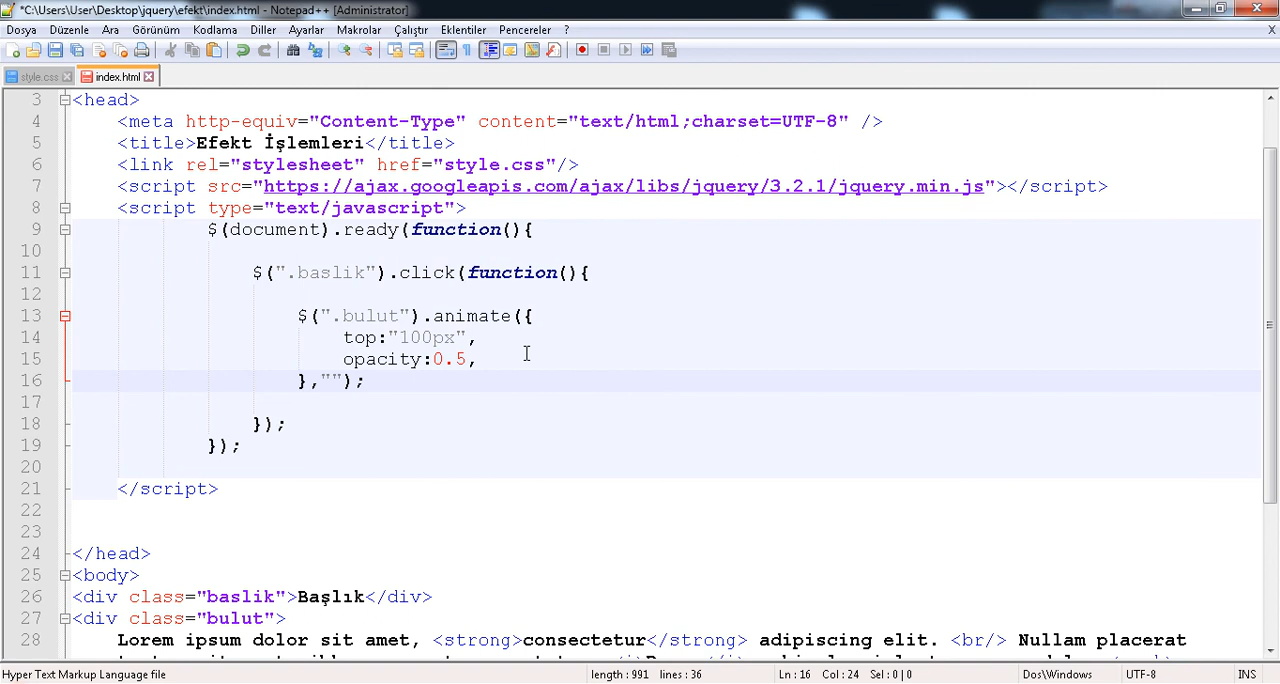 *C:\Users\User\Desktop\jquery\efekt\index.html - Notepad++ [Administrator]
Dosya Düzenle Ara Görünüm Kodlama Diller Ayarlar Makrolar Çalıştır Eklentiler Pencereler ? X
style.css index.html
3 <head>
4 <meta http-equiv="Content-Type" content="text/html;charset=UTF-8" />
5 <title>Efekt İşlemleri</title>
6 <link rel="stylesheet" href="style.css"/>
7 <script src="https://ajax.googleapis.com/ajax/libs/jquery/3.2.1/jquery.min.js"></script>
8 <script type="text/javascript">
9 $(document).ready(function(){
10
11 $(".baslik").click(function(){
12
13 $(".bulut").animate({
14 top:"100px",
15 opacity:0.5,
16 },"");
17
18 });
19 });
20
21 </script>
22
23
24 </head>
25 <body>
26 <div class="baslik">Başlık</div>
27 <div class="bulut">
28 Lorem ipsum dolor sit amet, <strong>consectetur</strong> adipiscing elit. <br/> Nullam placerat
Hyper Text Markup Language file length : 991 lines : 36 Ln : 16 Col : 24 Sel : 0 | 0 Dos\Windows UTF-8 INS